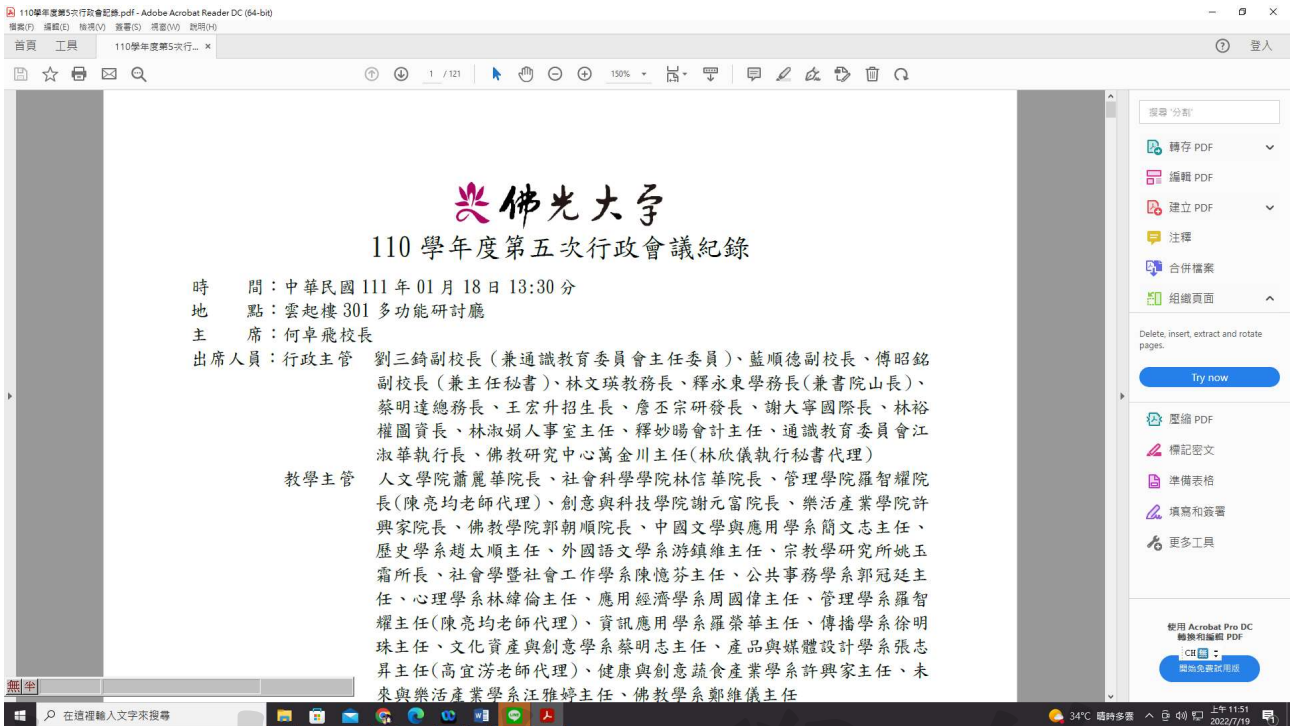 110學年度第5次行政會記錄.pdf - Adobe Acrobat Reader DC (64-bit)
檔案(F) 編輯(E) 檢視(V) 簽署(S) 視窗(W) 說明(H)
首頁 工具 110學年度第5次行... × 登入
1 / 121 150%
佛光大学
110 學年度第五次行政會議紀錄
時 間：中華民國 111 年 01 月 18 日 13:30 分
地 點：雲起樓 301 多功能研討廳
主 席：何卓飛校長
出席人員：行政主管 劉三錡副校長（兼通識教育委員會主任委員）、藍順德副校長、傅昭銘
副校長（兼主任秘書）、林文瑛教務長、釋永東學務長(兼書院山長)、
蔡明達總務長、王宏升招生長、詹丕宗研發長、謝大寧國際長、林裕
權圖資長、林淑娟人事室主任、釋妙暘會計主任、通識教育委員會江
淑華執行長、佛教研究中心萬金川主任(林欣儀執行秘書代理)
教學主管 人文學院蕭麗華院長、社會科學學院林信華院長、管理學院羅智耀院
長(陳亮均老師代理)、創意與科技學院謝元富院長、樂活產業學院許
興家院長、佛教學院郭朝順院長、中國文學與應用學系簡文志主任、
歷史學系趙太順主任、外國語文學系游鎮維主任、宗教學研究所姚玉
霜所長、社會學暨社會工作學系陳憶芬主任、公共事務學系郭冠廷主
任、心理學系林緯倫主任、應用經濟學系周國偉主任、管理學系羅智
耀主任(陳亮均老師代理)、資訊應用學系羅榮華主任、傳播學系徐明
珠主任、文化資產與創意學系蔡明志主任、產品與媒體設計學系張志
昇主任(高宜淓老師代理)、健康與創意蔬食產業學系許興家主任、未
來與樂活產業學系汪雅婷主任、佛教學系鄭維儀主任
搜尋 '分割'
轉存 PDF
編輯 PDF
建立 PDF
注釋
合併檔案
組織頁面
Delete, insert, extract and rotate
pages.
Try now
壓縮 PDF
標記密文
準備表格
填寫和簽署
更多工具
使用 Acrobat Pro DC
轉換和編輯 PDF
CH
開始免費試用版
無 半
在這裡輸入文字來搜尋
34°C 晴時多雲
上午 11:51
2022/7/19